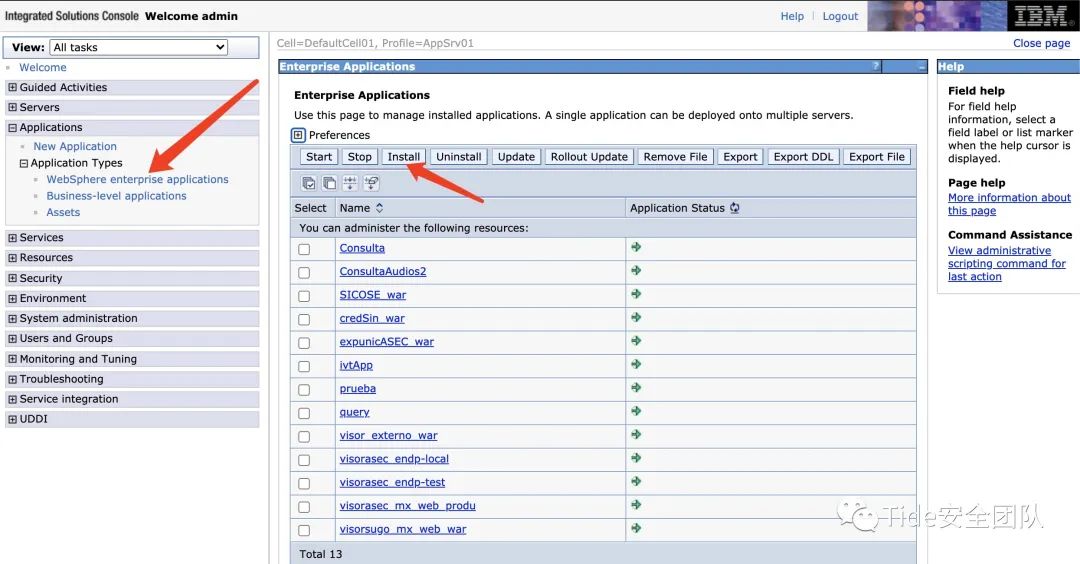 Integrated Solutions Console Welcome admin
Help Logout
IBM
View: All tasks
Welcome
Guided Activities
Servers
Applications
New Application
Application Types
WebSphere enterprise applications
Business-level applications
Assets
Services
Resources
Security
Environment
System administration
Users and Groups
Monitoring and Tuning
Troubleshooting
Service integration
UDDI
Cell=DefaultCell01, Profile=AppSrv01
Close page
Enterprise Applications
?
Enterprise Applications
Use this page to manage installed applications. A single application can be deployed onto multiple servers.
Preferences
Start Stop Install Uninstall Update Rollout Update Remove File Export Export DDL Export File
Select Name Application Status
You can administer the following resources:
Consulta
ConsultaAudios2
SICOSE_war
credSin_war
expunicASEC_war
ivtApp
prueba
query
visor_externo_war
visorasec_endp-local
visorasec_endp-test
visorasec_mx_web_produ
visorsugo_mx_web_war
Total 13
Help
Field help
For field help
information, select a
field label or list marker
when the help cursor is
displayed.
Page help
More information about
this page
Command Assistance
View administrative
scripting command for
last action
Tide安全团队